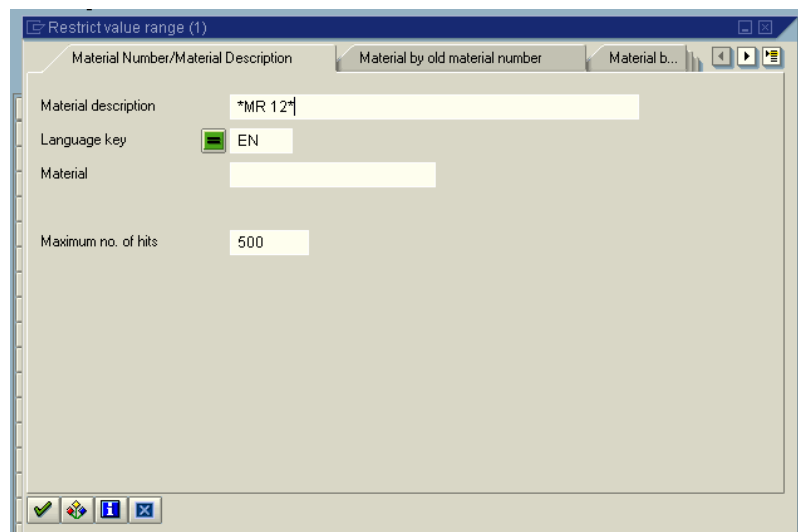 Restrict value range (1)
Material Number/Material Description Material by old material number Material b...
Material description *MR 12*
Language key EN
Material
Maximum no. of hits 500